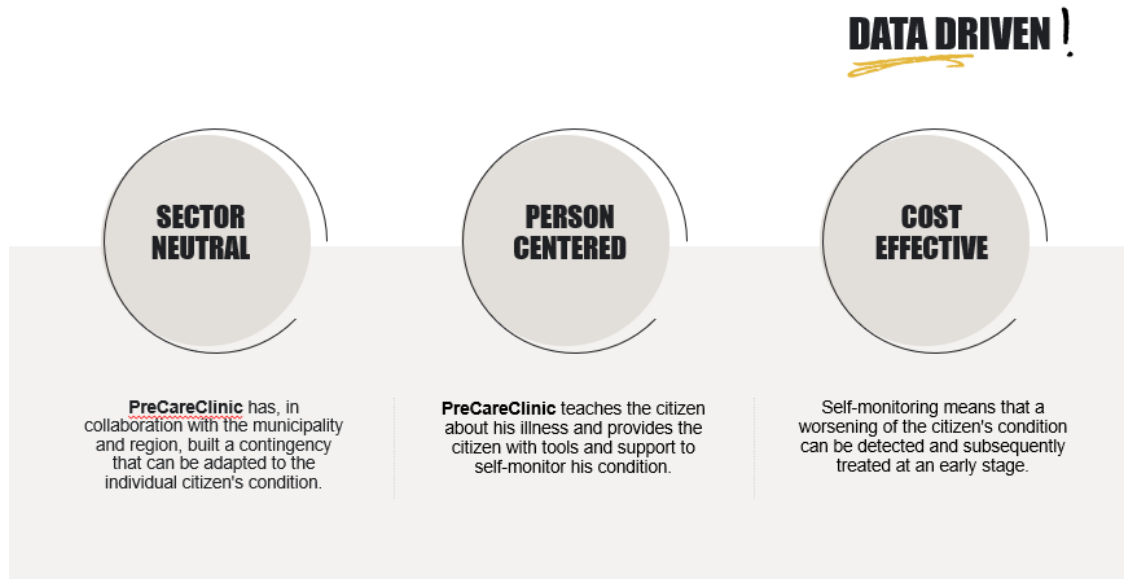 DATA DRIVEN !
SECTOR
NEUTRAL
PERSON
CENTERED
COST
EFFECTIVE
PreCareClinic has, in
collaboration with the municipality
and region, built a contingency
that can be adapted to the
individual citizen's condition.
PreCareClinic teaches the citizen
about his illness and provides the
citizen with tools and support to
self-monitor his condition.
Self-monitoring means that a
worsening of the citizen's condition
can be detected and subsequently
treated at an early stage.